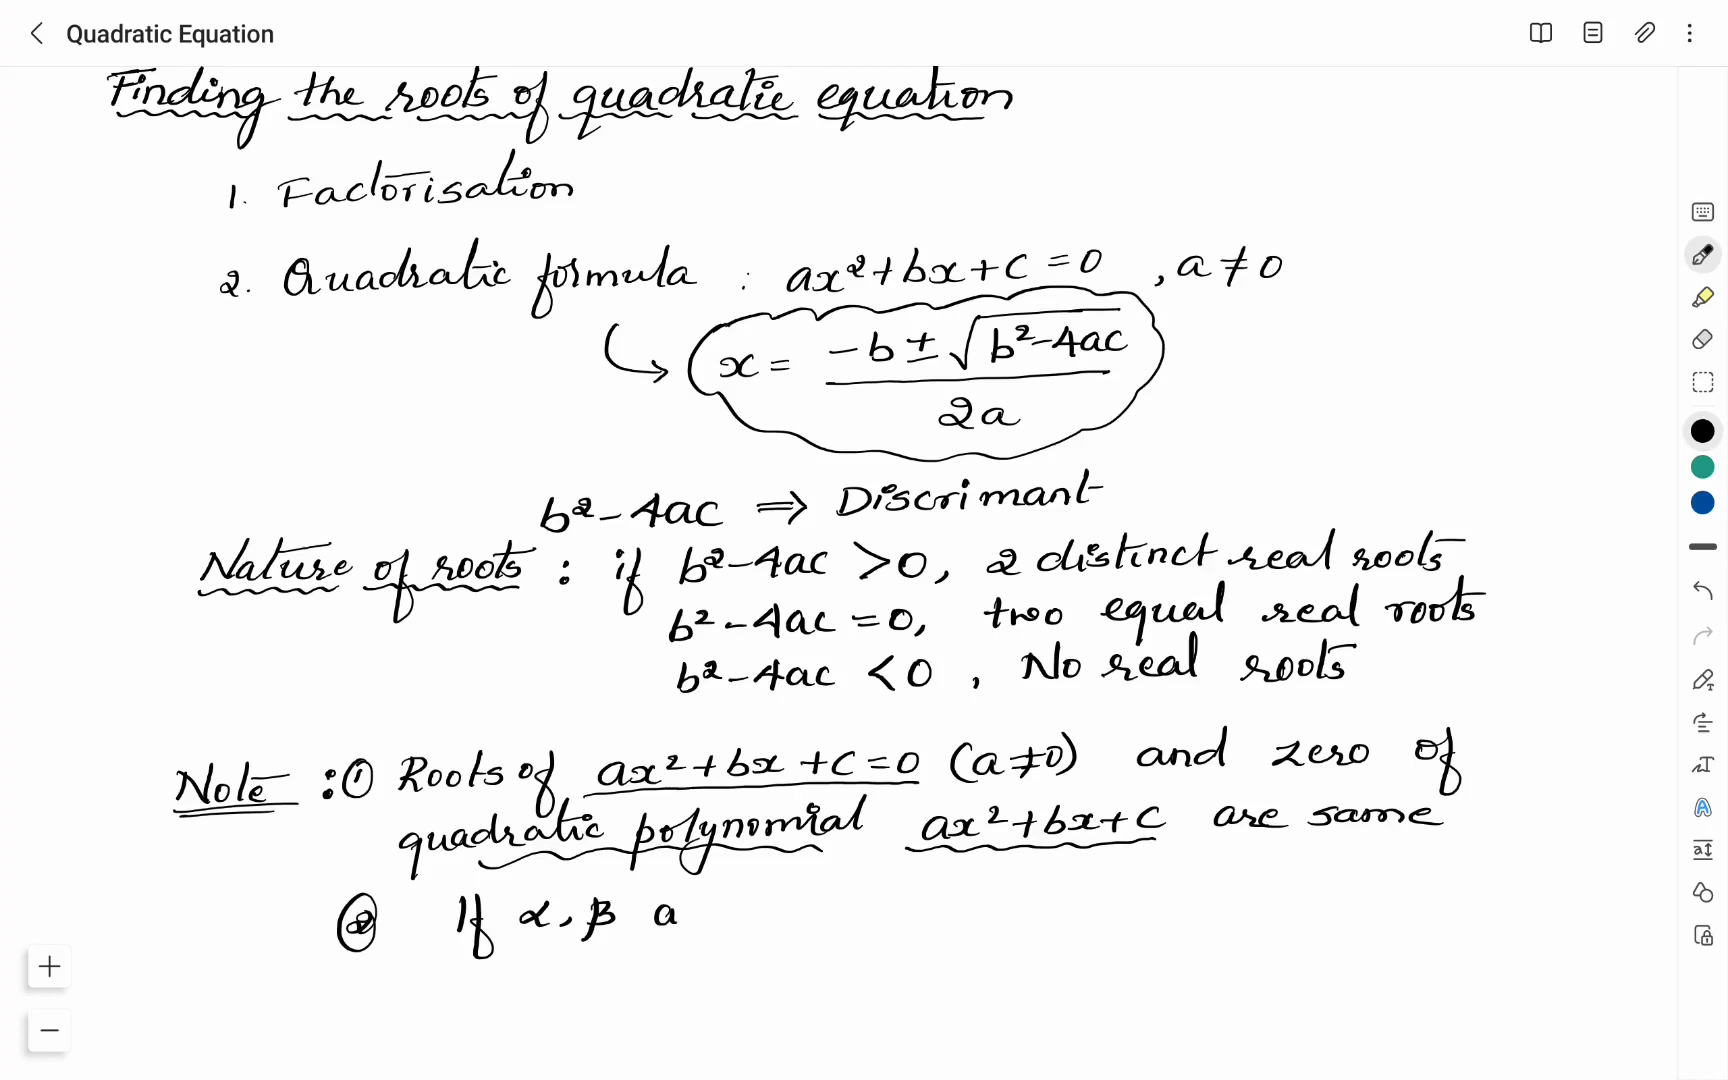 Quadratic Equation
Finding the roots of quadratic equation
1. Factorisation
2. Quadratic formula : ax²+bx+c=0 , a≠0
x = (-b ± √(b²-4ac)) / 2a
b²-4ac ⇒ Discrimant
Nature of roots : if b²-4ac >0, 2 distinct real roots
b²-4ac =0, two equal real roots
b²-4ac <0 , No real roots
Note :① Roots of ax²+bx+c=0 (a≠0) and zero of
quadratic polynomial ax²+bx+c are same
② If α, β a